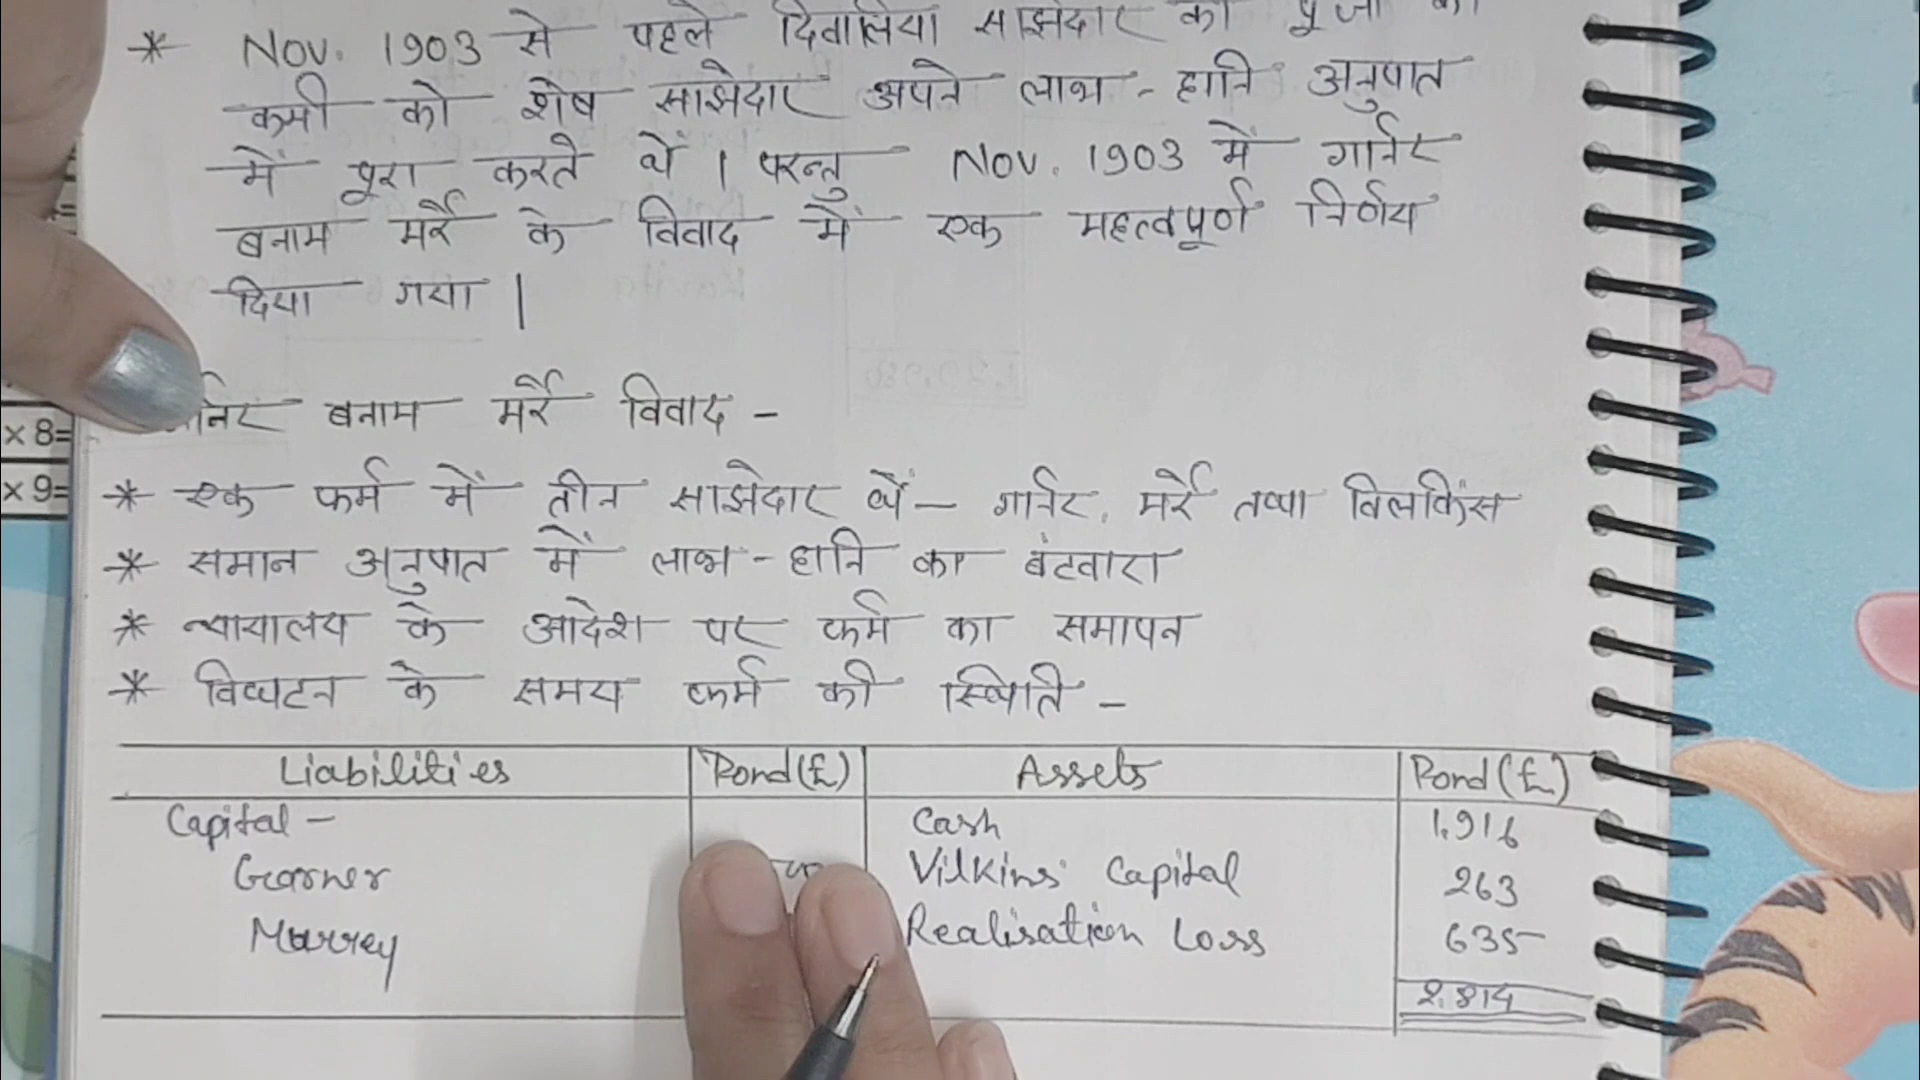 * Nov. 1903 से पहले दिवालिया साझेदार की पूंजी की
कमी को शेष साझेदार अपने लाभ - हानि अनुपात
में पूरा करते थें । परन्तु Nov. 1903 में गार्नर
बनाम मर्रे के विवाद में एक महत्वपूर्ण निर्णय
दिया गया ।
बनाम मर्रे विवाद -
* एक फर्म में तीन साझेदार थें - गार्नर, मर्रे तथा विलकिंस
* समान अनुपात में लाभ - हानि का बंटवारा
* न्यायालय के आदेश पर फर्म का समापन
* विघटन के समय फर्म की स्थिति -
Liabilities Pond(£) Assets Pond(£)
Capital - Cash 1,916
Garner Vilkins' Capital 263
Murrey Realisation Loss 635
2,814
x 8=
x 9=